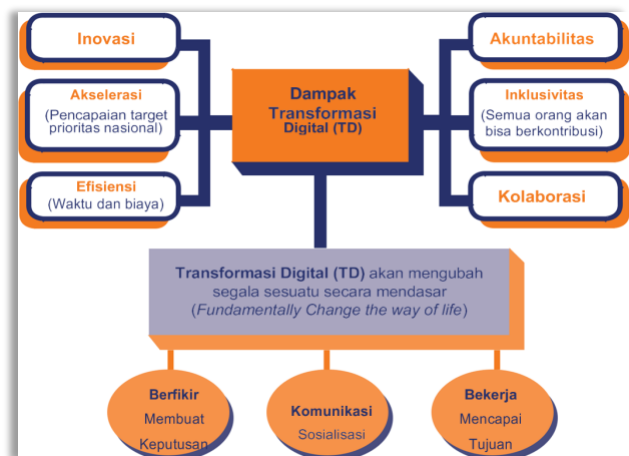 Inovasi
Akselerasi
(Pencapaian target
prioritas nasional)
Efisiensi
(Waktu dan biaya)
Dampak
Transformasi
Digital (TD)
Akuntabilitas
Inklusivitas
(Semua orang akan
bisa berkontribusi)
Kolaborasi
Transformasi Digital (TD) akan mengubah
segala sesuatu secara mendasar
(Fundamentally Change the way of life)
Berfikir
Membuat
Keputusan
Komunikasi
Sosialisasi
Bekerja
Mencapai
Tujuan